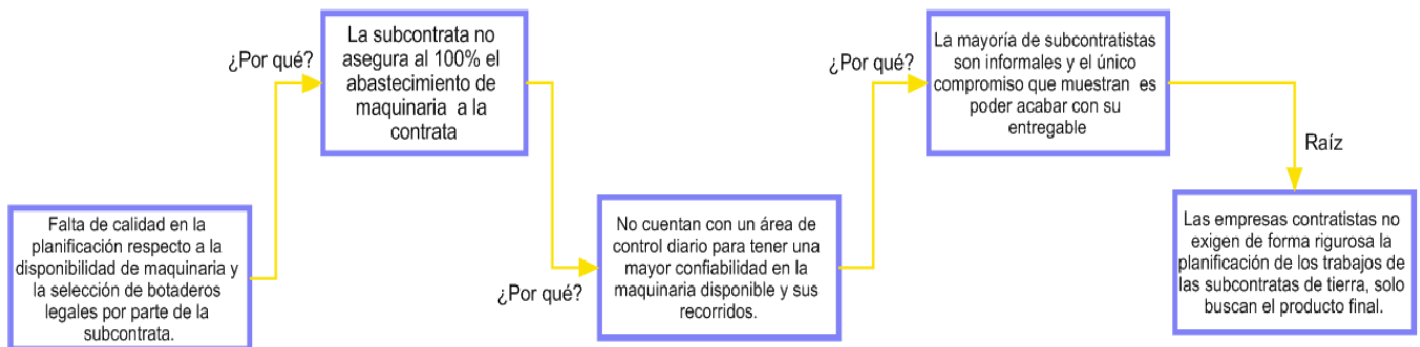 Falta de calidad en la
planificación respecto a la
disponibilidad de maquinaria y
la selección de botaderos
legales por parte de la
subcontrata.
¿Por qué?
La subcontrata no
asegura al 100% el
abastecimiento de
maquinaria a la
contrata
¿Por qué?
No cuentan con un área de
control diario para tener una
mayor confiabilidad en la
maquinaria disponible y sus
recorridos.
¿Por qué?
La mayoría de subcontratistas
son informales y el único
compromiso que muestran es
poder acabar con su
entregable
Raíz
Las empresas contratistas no
exigen de forma rigurosa la
planificación de los trabajos de
las subcontratas de tierra, solo
buscan el producto final.